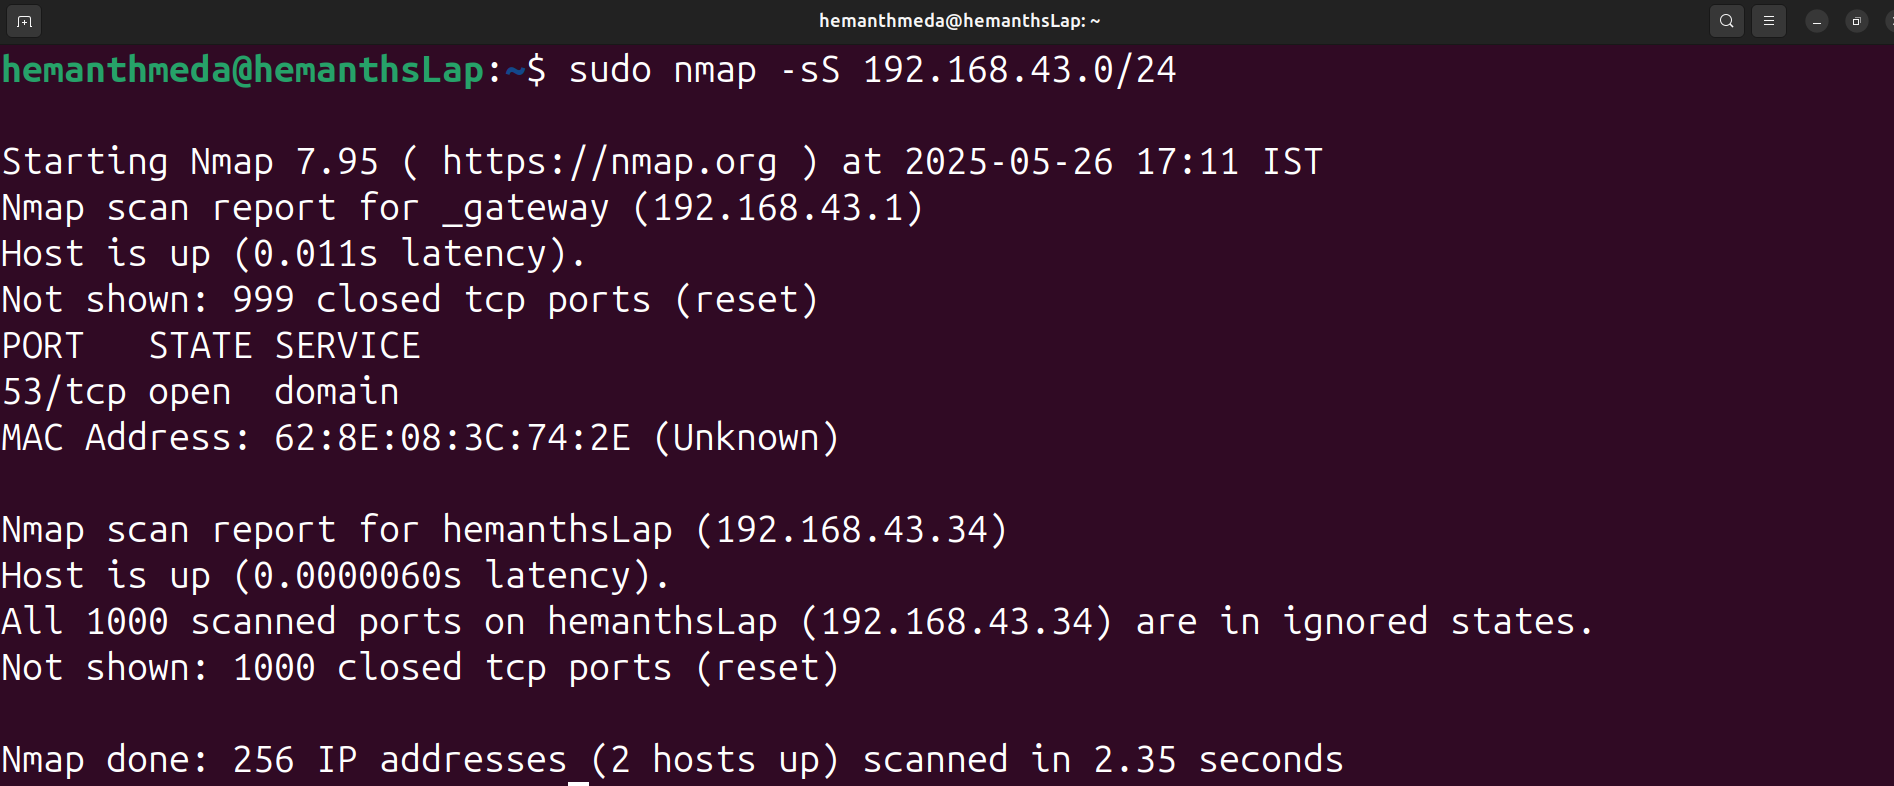 hemanthmeda@hemanthsLap: ~
hemanthmeda@hemanthsLap:~$ sudo nmap -sS 192.168.43.0/24
Starting Nmap 7.95 ( https://nmap.org ) at 2025-05-26 17:11 IST
Nmap scan report for _gateway (192.168.43.1)
Host is up (0.011s latency).
Not shown: 999 closed tcp ports (reset)
PORT   STATE SERVICE
53/tcp open  domain
MAC Address: 62:8E:08:3C:74:2E (Unknown)
Nmap scan report for hemanthsLap (192.168.43.34)
Host is up (0.0000060s latency).
All 1000 scanned ports on hemanthsLap (192.168.43.34) are in ignored states.
Not shown: 1000 closed tcp ports (reset)
Nmap done: 256 IP addresses (2 hosts up) scanned in 2.35 seconds